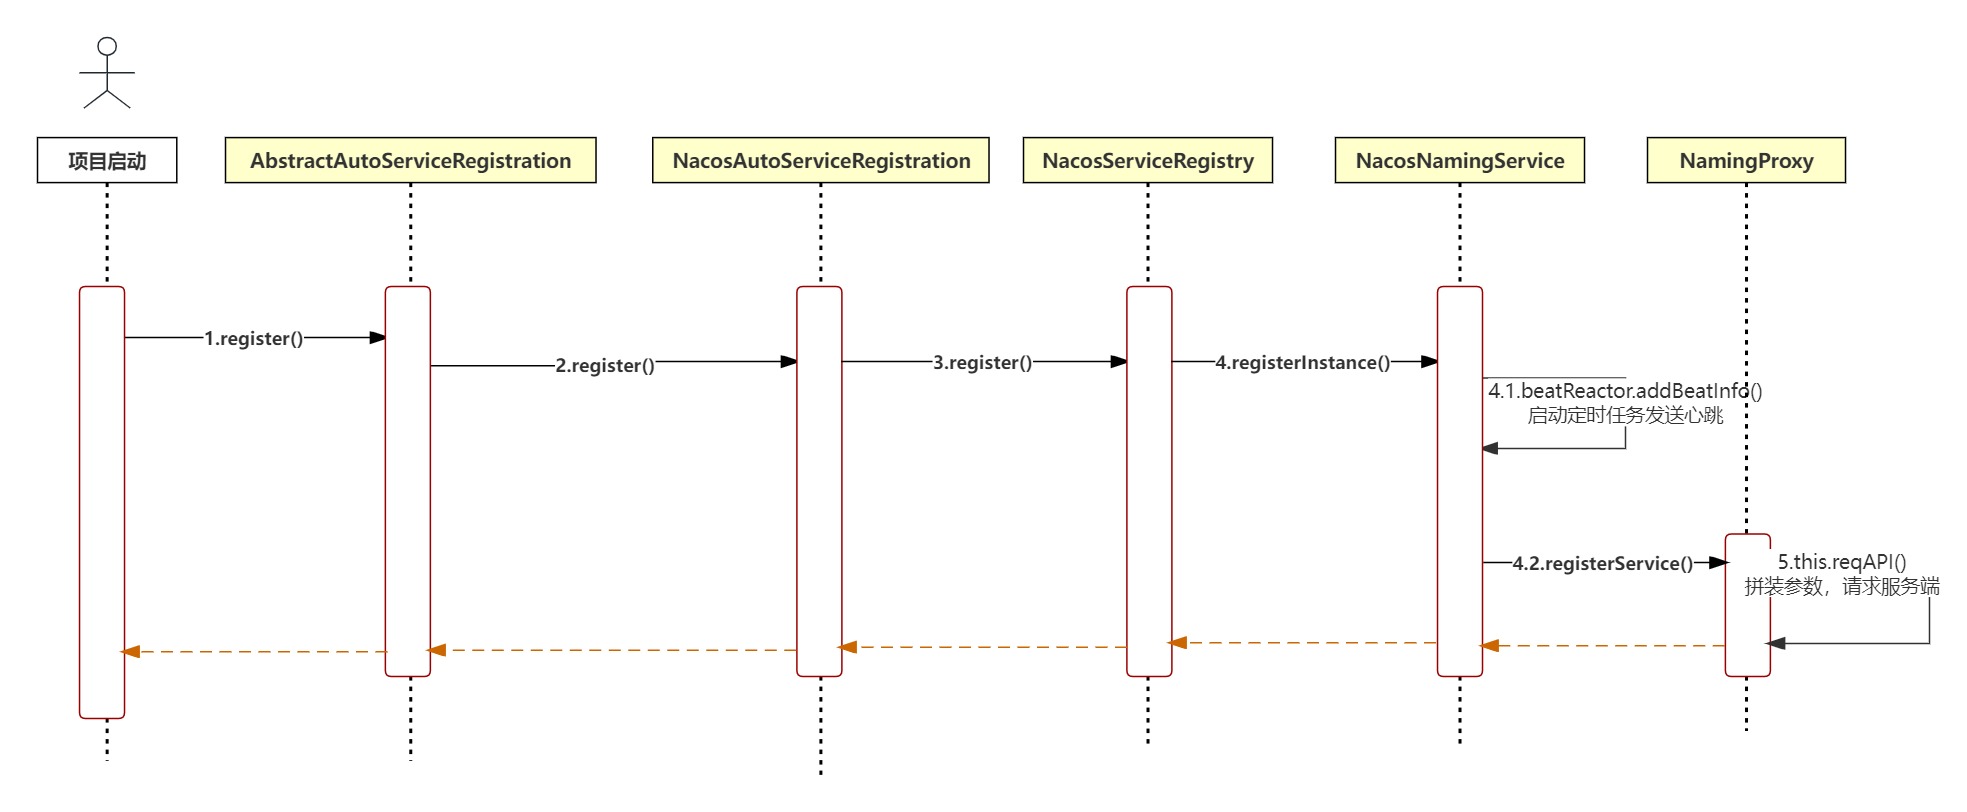 项目启动
AbstractAutoServiceRegistration
NacosAutoServiceRegistration
NacosServiceRegistry
NacosNamingService
NamingProxy
1.register()
2.register()
3.register()
4.registerInstance()
4.1.beatReactor.addBeatInfo()
启动定时任务发送心跳
4.2.registerService()
5.this.reqAPI()
拼装参数，请求服务端